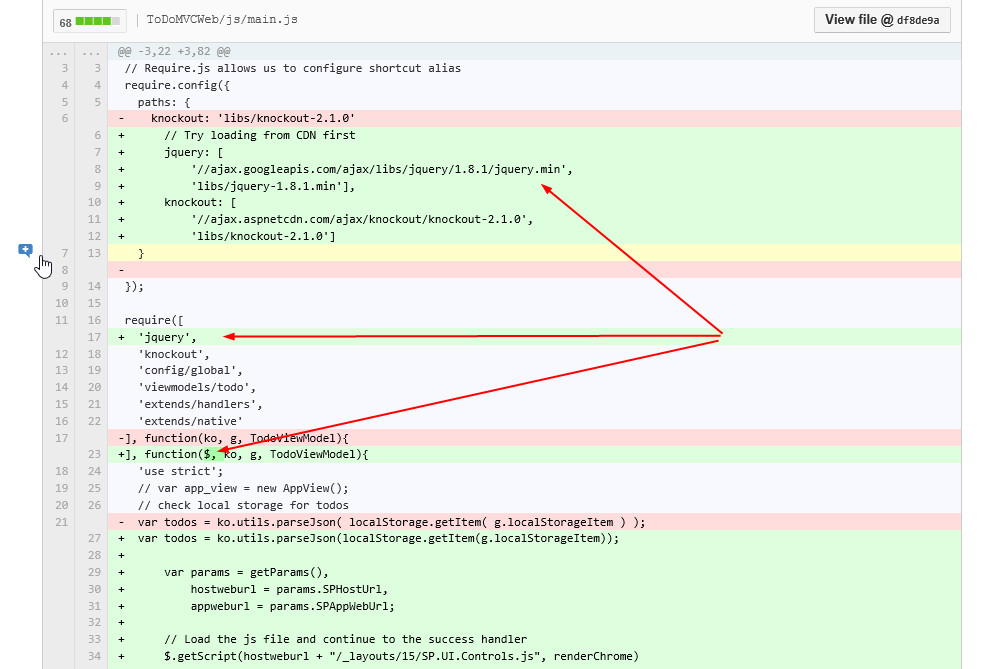 68 ToDoMVCWeb/js/main.js View file @ df8de9a
... ... @@ -3,22 +3,82 @@
3 3 // Require.js allows us to configure shortcut alias
4 4 require.config({
5 5 paths: {
6 - knockout: 'libs/knockout-2.1.0'
6 + // Try loading from CDN first
7 + jquery: [
8 + '//ajax.googleapis.com/ajax/libs/jquery/1.8.1/jquery.min',
9 + 'libs/jquery-1.8.1.min'],
10 + knockout: [
11 + '//ajax.aspnetcdn.com/ajax/knockout/knockout-2.1.0',
12 + 'libs/knockout-2.1.0']
7 13 }
8 -
9 14 });
10 15
11 16 require([
17 + 'jquery',
12 18 'knockout',
13 19 'config/global',
14 20 'viewmodels/todo',
15 21 'extends/handlers',
16 22 'extends/native'
17 -], function(ko, g, TodoViewModel){
23 +], function($, ko, g, TodoViewModel){
18 24 'use strict';
19 25 // var app_view = new AppView();
20 26 // check local storage for todos
21 - var todos = ko.utils.parseJson( localStorage.getItem( g.localStorageItem ) );
27 + var todos = ko.utils.parseJson(localStorage.getItem(g.localStorageItem));
28 +
29 + var params = getParams(),
30 + hostweburl = params.SPHostUrl,
31 + appweburl = params.SPAppWebUrl;
32 +
33 + // Load the js file and continue to the success handler
34 + $.getScript(hostweburl + "/_layouts/15/SP.UI.Controls.js", renderChrome)